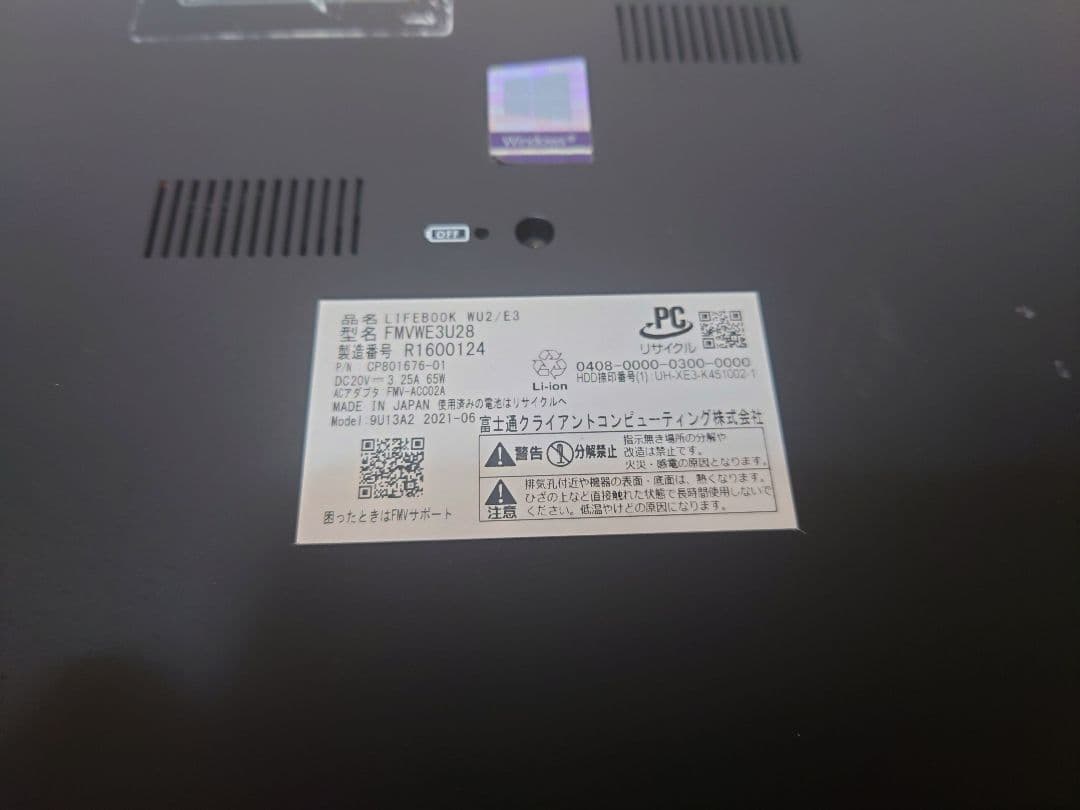 Windows®
OFF
品名 LIFEBOOK WU2/E3
型名 FMVWE3U28
製造番号 R1600124
P/N CP801676-01
DC20V⎓3.25A 65W
ACアダプタ FMV-ACC02A
MADE IN JAPAN 使用済みの電池はリサイクルへ
Model:9U13A2 2021-06
富士通クライアントコンピューティング株式会社
困ったときはFMVサポート
Li-ion
PC
リサイクル
0408-0000-0300-0000
HDD捺印番号(1):UH-XE3-K451002-1
警告 分解禁止
指示無き場所の分解や
改造は禁止です。
火災・感電の原因となります。
注意
排気孔付近や機器の表面・底面は、熱くなります。
ひざの上など直接触れた状態で長時間使用しないで
ください。低温やけどの原因になります。